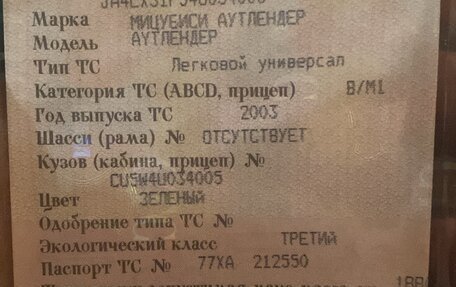 Марка МИЦУБИСИ АУТЛЕНДЕР
Модель АУТЛЕНДЕР
Тип ТС Легковой универсал
Категория ТС (ABCD, прицеп) B/M1
Год выпуска ТС 2003
Шасси (рама) № ОТСУТСТВУЕТ
Кузов (кабина, прицеп) №
CU5W4U034005
Цвет ЗЕЛЕНЫЙ
Одобрение типа ТС №
Экологический класс ТРЕТИЙ
Паспорт ТС № 77ХА 212550